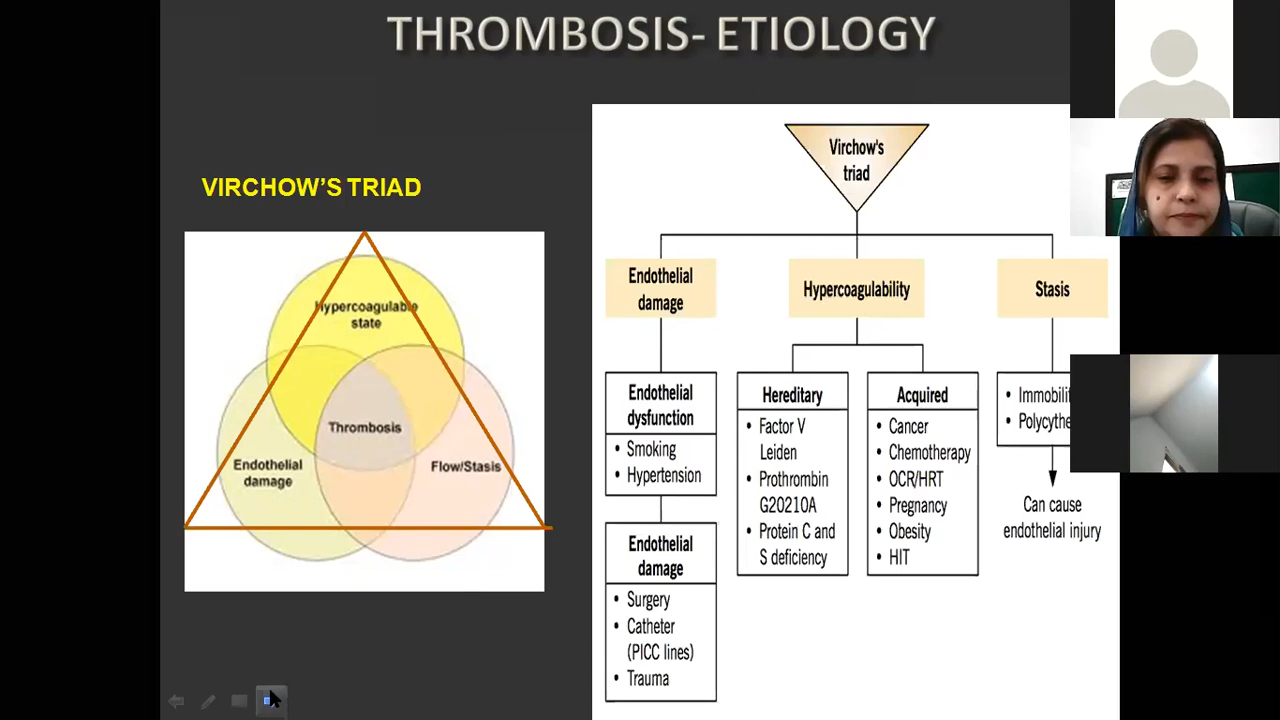 THROMBOSIS- ETIOLOGY
VIRCHOW'S TRIAD
Hypercoagulable
state
Thrombosis
Endothelial
damage
Flow/Stasis
Virchow's
triad
Endothelial
damage
Hypercoagulability
Stasis
Endothelial
dysfunction
• Smoking
• Hypertension
Endothelial
damage
• Surgery
• Catheter
(PICC lines)
• Trauma
Hereditary
• Factor V
Leiden
• Prothrombin
G20210A
• Protein C and
S deficiency
Acquired
• Cancer
• Chemotherapy
• OCR/HRT
• Pregnancy
• Obesity
• HIT
Can cause
endothelial injury